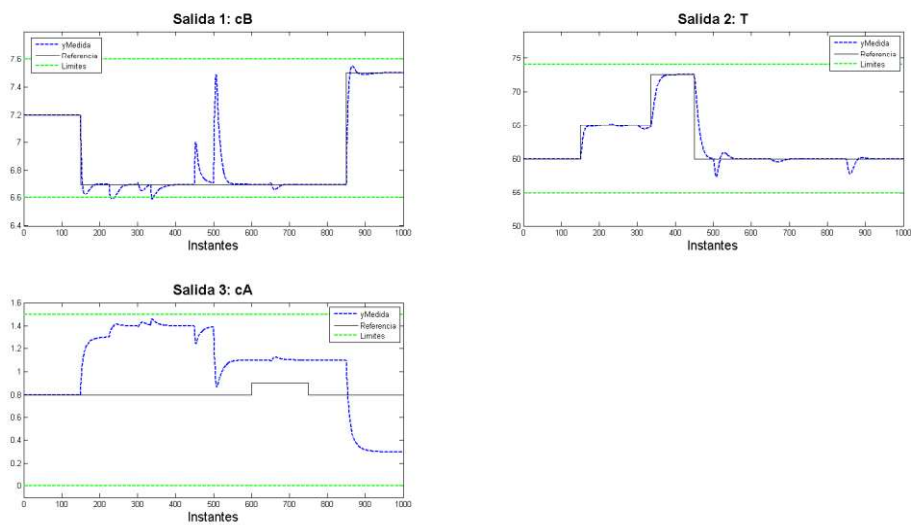 Salida 1: cB
7.6
7.4
7.2
7
6.8
6.6
6.4
yMedida
Referencia
Limites
0 100 200 300 400 500 600 700 800 900 1000
Instantes
Salida 2: T
75
70
65
60
55
50
yMedida
Referencia
Limites
0 100 200 300 400 500 600 700 800 900 1000
Instantes
Salida 3: cA
1.6
1.4
1.2
1
0.8
0.6
0.4
0.2
0
yMedida
Referencia
Limites
0 100 200 300 400 500 600 700 800 900 1000
Instantes